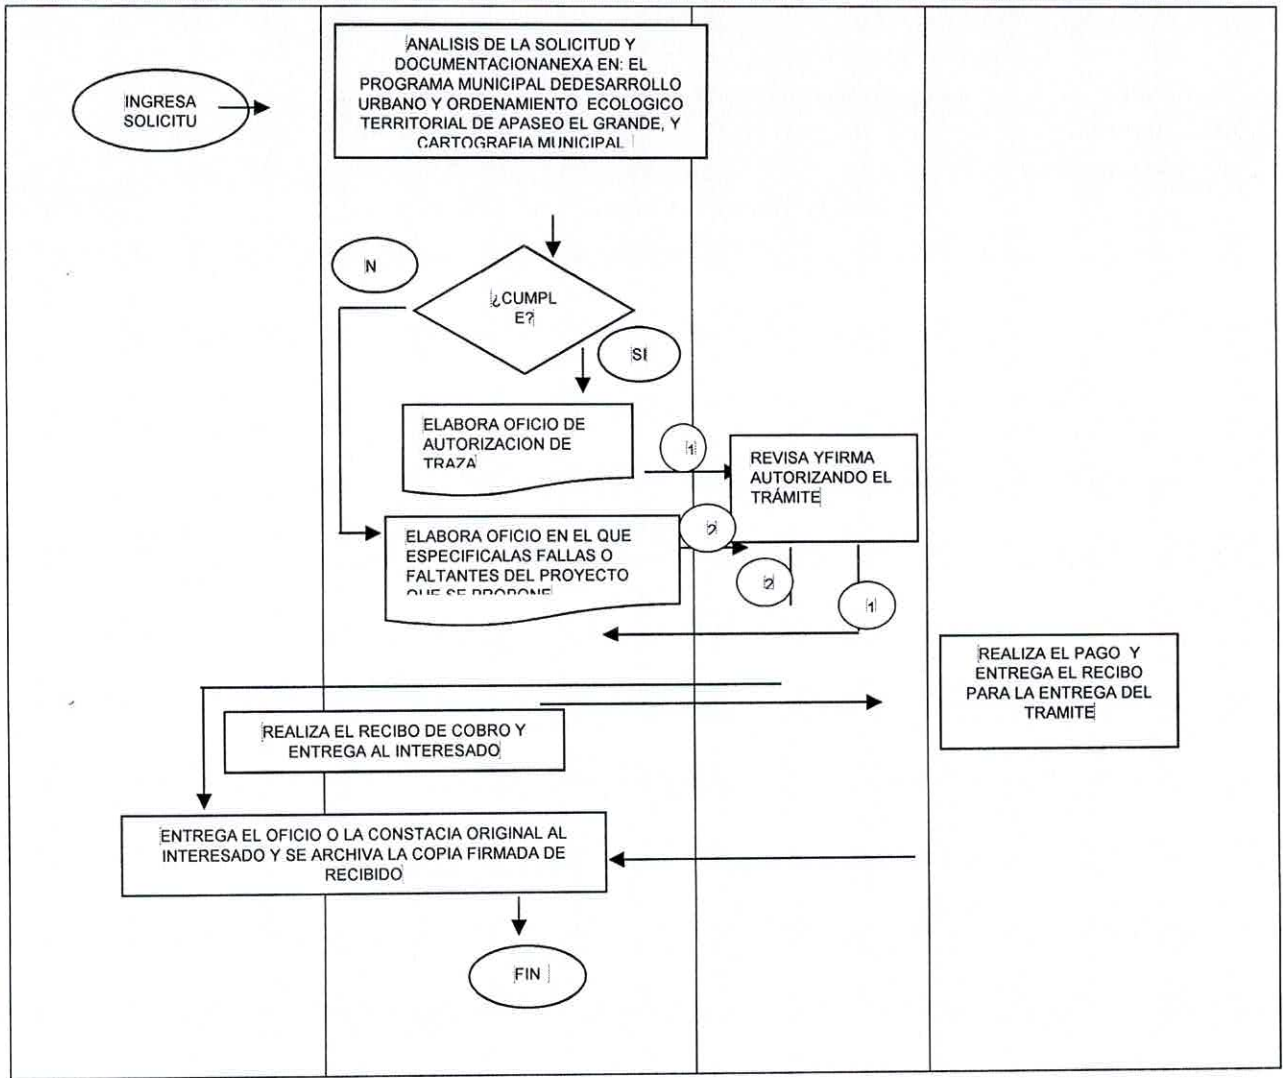 INGRESA
SOLICITU
ANALISIS DE LA SOLICITUD Y
DOCUMENTACIONANEXA EN: EL
PROGRAMA MUNICIPAL DEDESARROLLO
URBANO Y ORDENAMIENTO ECOLOGICO
TERRITORIAL DE APASEO EL GRANDE, Y
CARTOGRAFIA MUNICIPAL
N
¿CUMPL
E?
SI
ELABORA OFICIO DE
AUTORIZACION DE
TRAZA
1
REVISA YFIRMA
AUTORIZANDO EL
TRÁMITE
ELABORA OFICIO EN EL QUE
ESPECIFICALAS FALLAS O
FALTANTES DEL PROYECTO
QUE SE PROPONE
2
2
1
REALIZA EL PAGO Y
ENTREGA EL RECIBO
PARA LA ENTREGA DEL
TRAMITE
REALIZA EL RECIBO DE COBRO Y
ENTREGA AL INTERESADO
ENTREGA EL OFICIO O LA CONSTACIA ORIGINAL AL
INTERESADO Y SE ARCHIVA LA COPIA FIRMADA DE
RECIBIDO
FIN